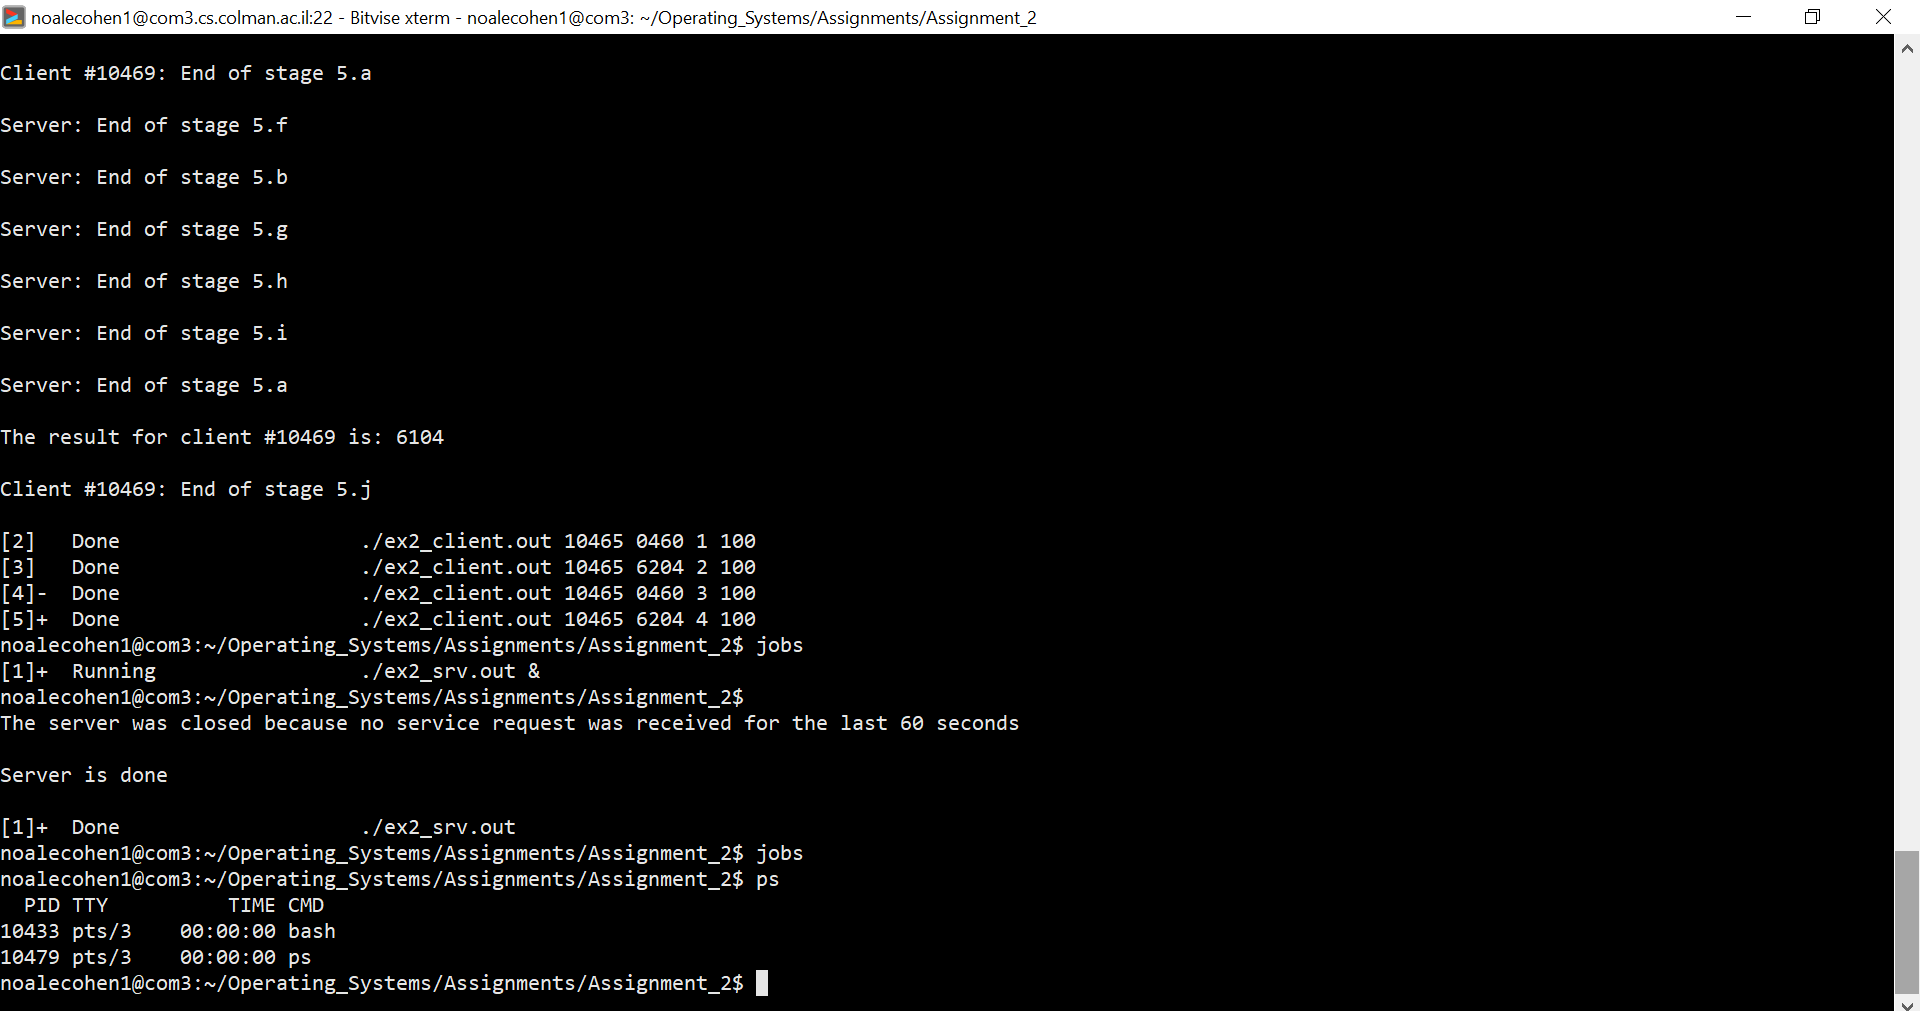 noalecohen1@com3.cs.colman.ac.il:22 - Bitvise xterm - noalecohen1@com3: ~/Operating_Systems/Assignments/Assignment_2
Client #10469: End of stage 5.a
Server: End of stage 5.f
Server: End of stage 5.b
Server: End of stage 5.g
Server: End of stage 5.h
Server: End of stage 5.i
Server: End of stage 5.a
The result for client #10469 is: 6104
Client #10469: End of stage 5.j
[2]   Done                    ./ex2_client.out 10465 0460 1 100
[3]   Done                    ./ex2_client.out 10465 6204 2 100
[4]-  Done                    ./ex2_client.out 10465 0460 3 100
[5]+  Done                    ./ex2_client.out 10465 6204 4 100
noalecohen1@com3:~/Operating_Systems/Assignments/Assignment_2$ jobs
[1]+  Running                 ./ex2_srv.out &
noalecohen1@com3:~/Operating_Systems/Assignments/Assignment_2$
The server was closed because no service request was received for the last 60 seconds
Server is done
[1]+  Done                    ./ex2_srv.out
noalecohen1@com3:~/Operating_Systems/Assignments/Assignment_2$ jobs
noalecohen1@com3:~/Operating_Systems/Assignments/Assignment_2$ ps
  PID TTY          TIME CMD
10433 pts/3    00:00:00 bash
10479 pts/3    00:00:00 ps
noalecohen1@com3:~/Operating_Systems/Assignments/Assignment_2$